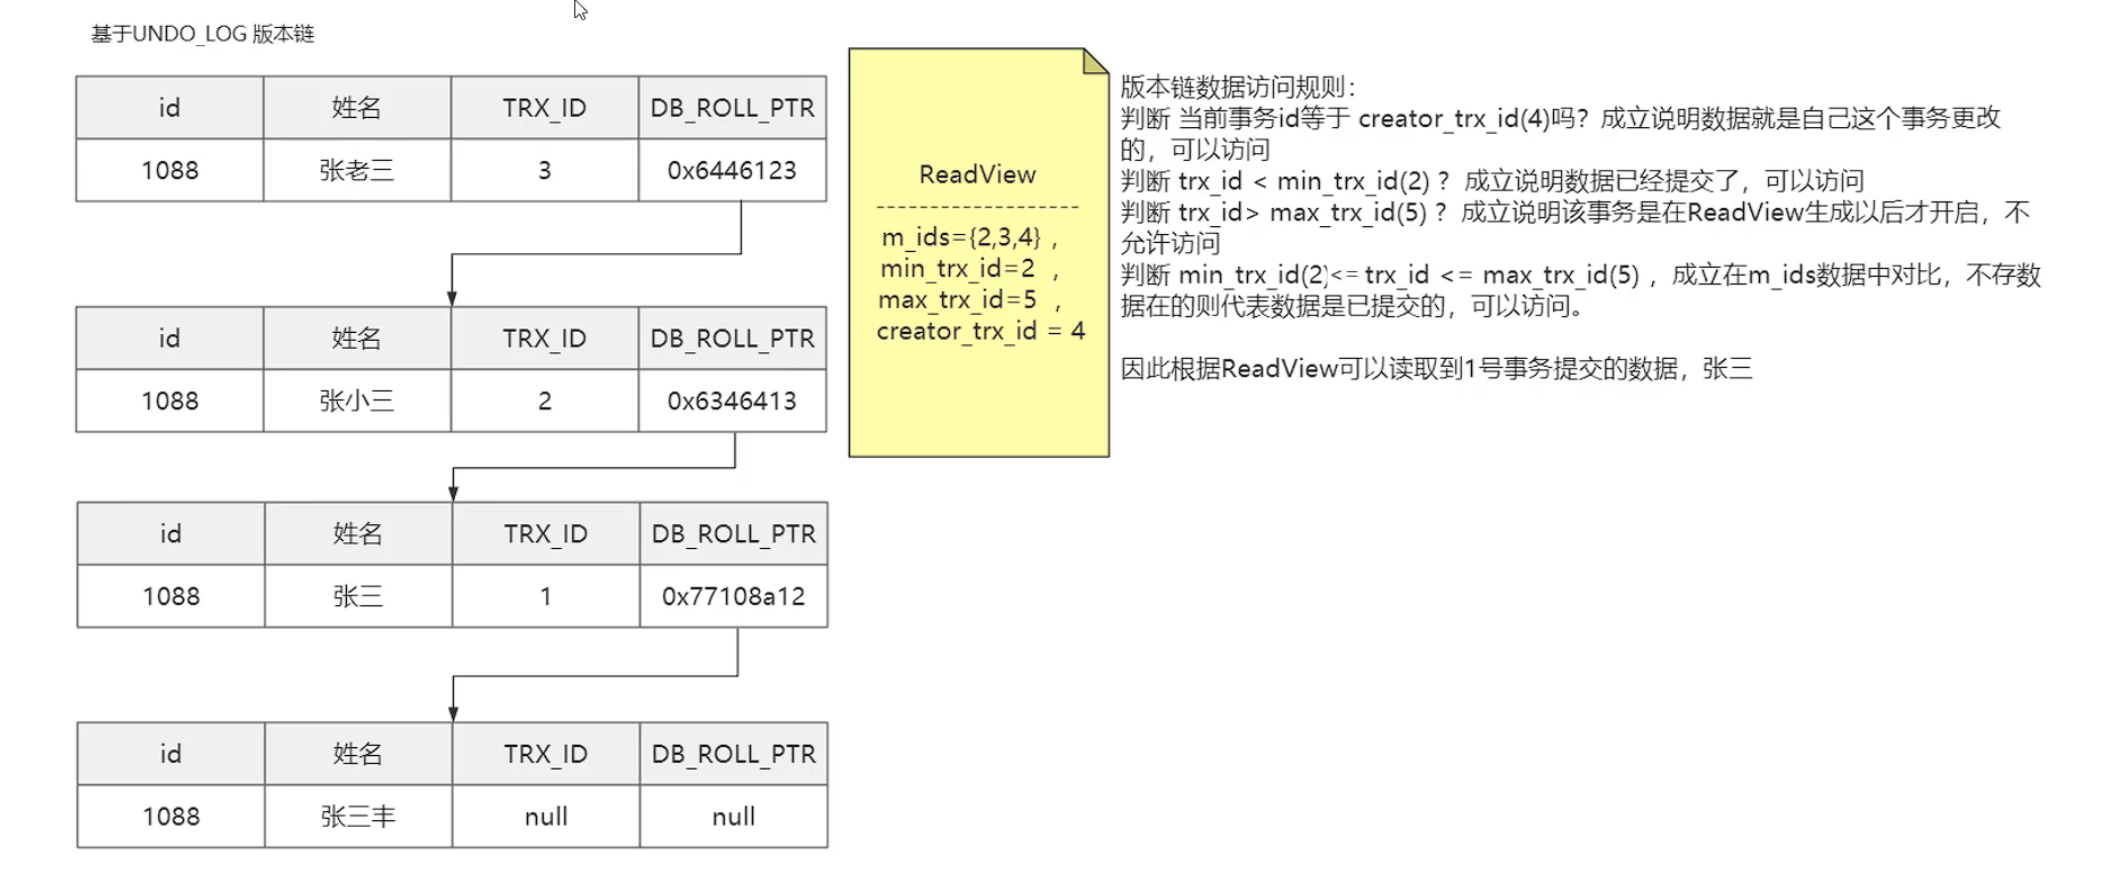 基于UNDO_LOG 版本链
id 姓名 TRX_ID DB_ROLL_PTR
1088 张老三 3 0x6446123
id 姓名 TRX_ID DB_ROLL_PTR
1088 张小三 2 0x6346413
id 姓名 TRX_ID DB_ROLL_PTR
1088 张三 1 0x77108a12
id 姓名 TRX_ID DB_ROLL_PTR
1088 张三丰 null null
ReadView
-------------------
m_ids={2,3,4} ,
min_trx_id=2 ,
max_trx_id=5 ,
creator_trx_id = 4
版本链数据访问规则:
判断 当前事务id等于 creator_trx_id(4)吗? 成立说明数据就是自己这个事务更改
的, 可以访问
判断 trx_id < min_trx_id(2) ? 成立说明数据已经提交了, 可以访问
判断 trx_id> max_trx_id(5) ? 成立说明该事务是在ReadView生成以后才开启, 不
允许访问
判断 min_trx_id(2)<= trx_id <= max_trx_id(5) , 成立在m_ids数据中对比, 不存数
据在的则代表数据是已提交的, 可以访问。
因此根据ReadView可以读取到1号事务提交的数据, 张三